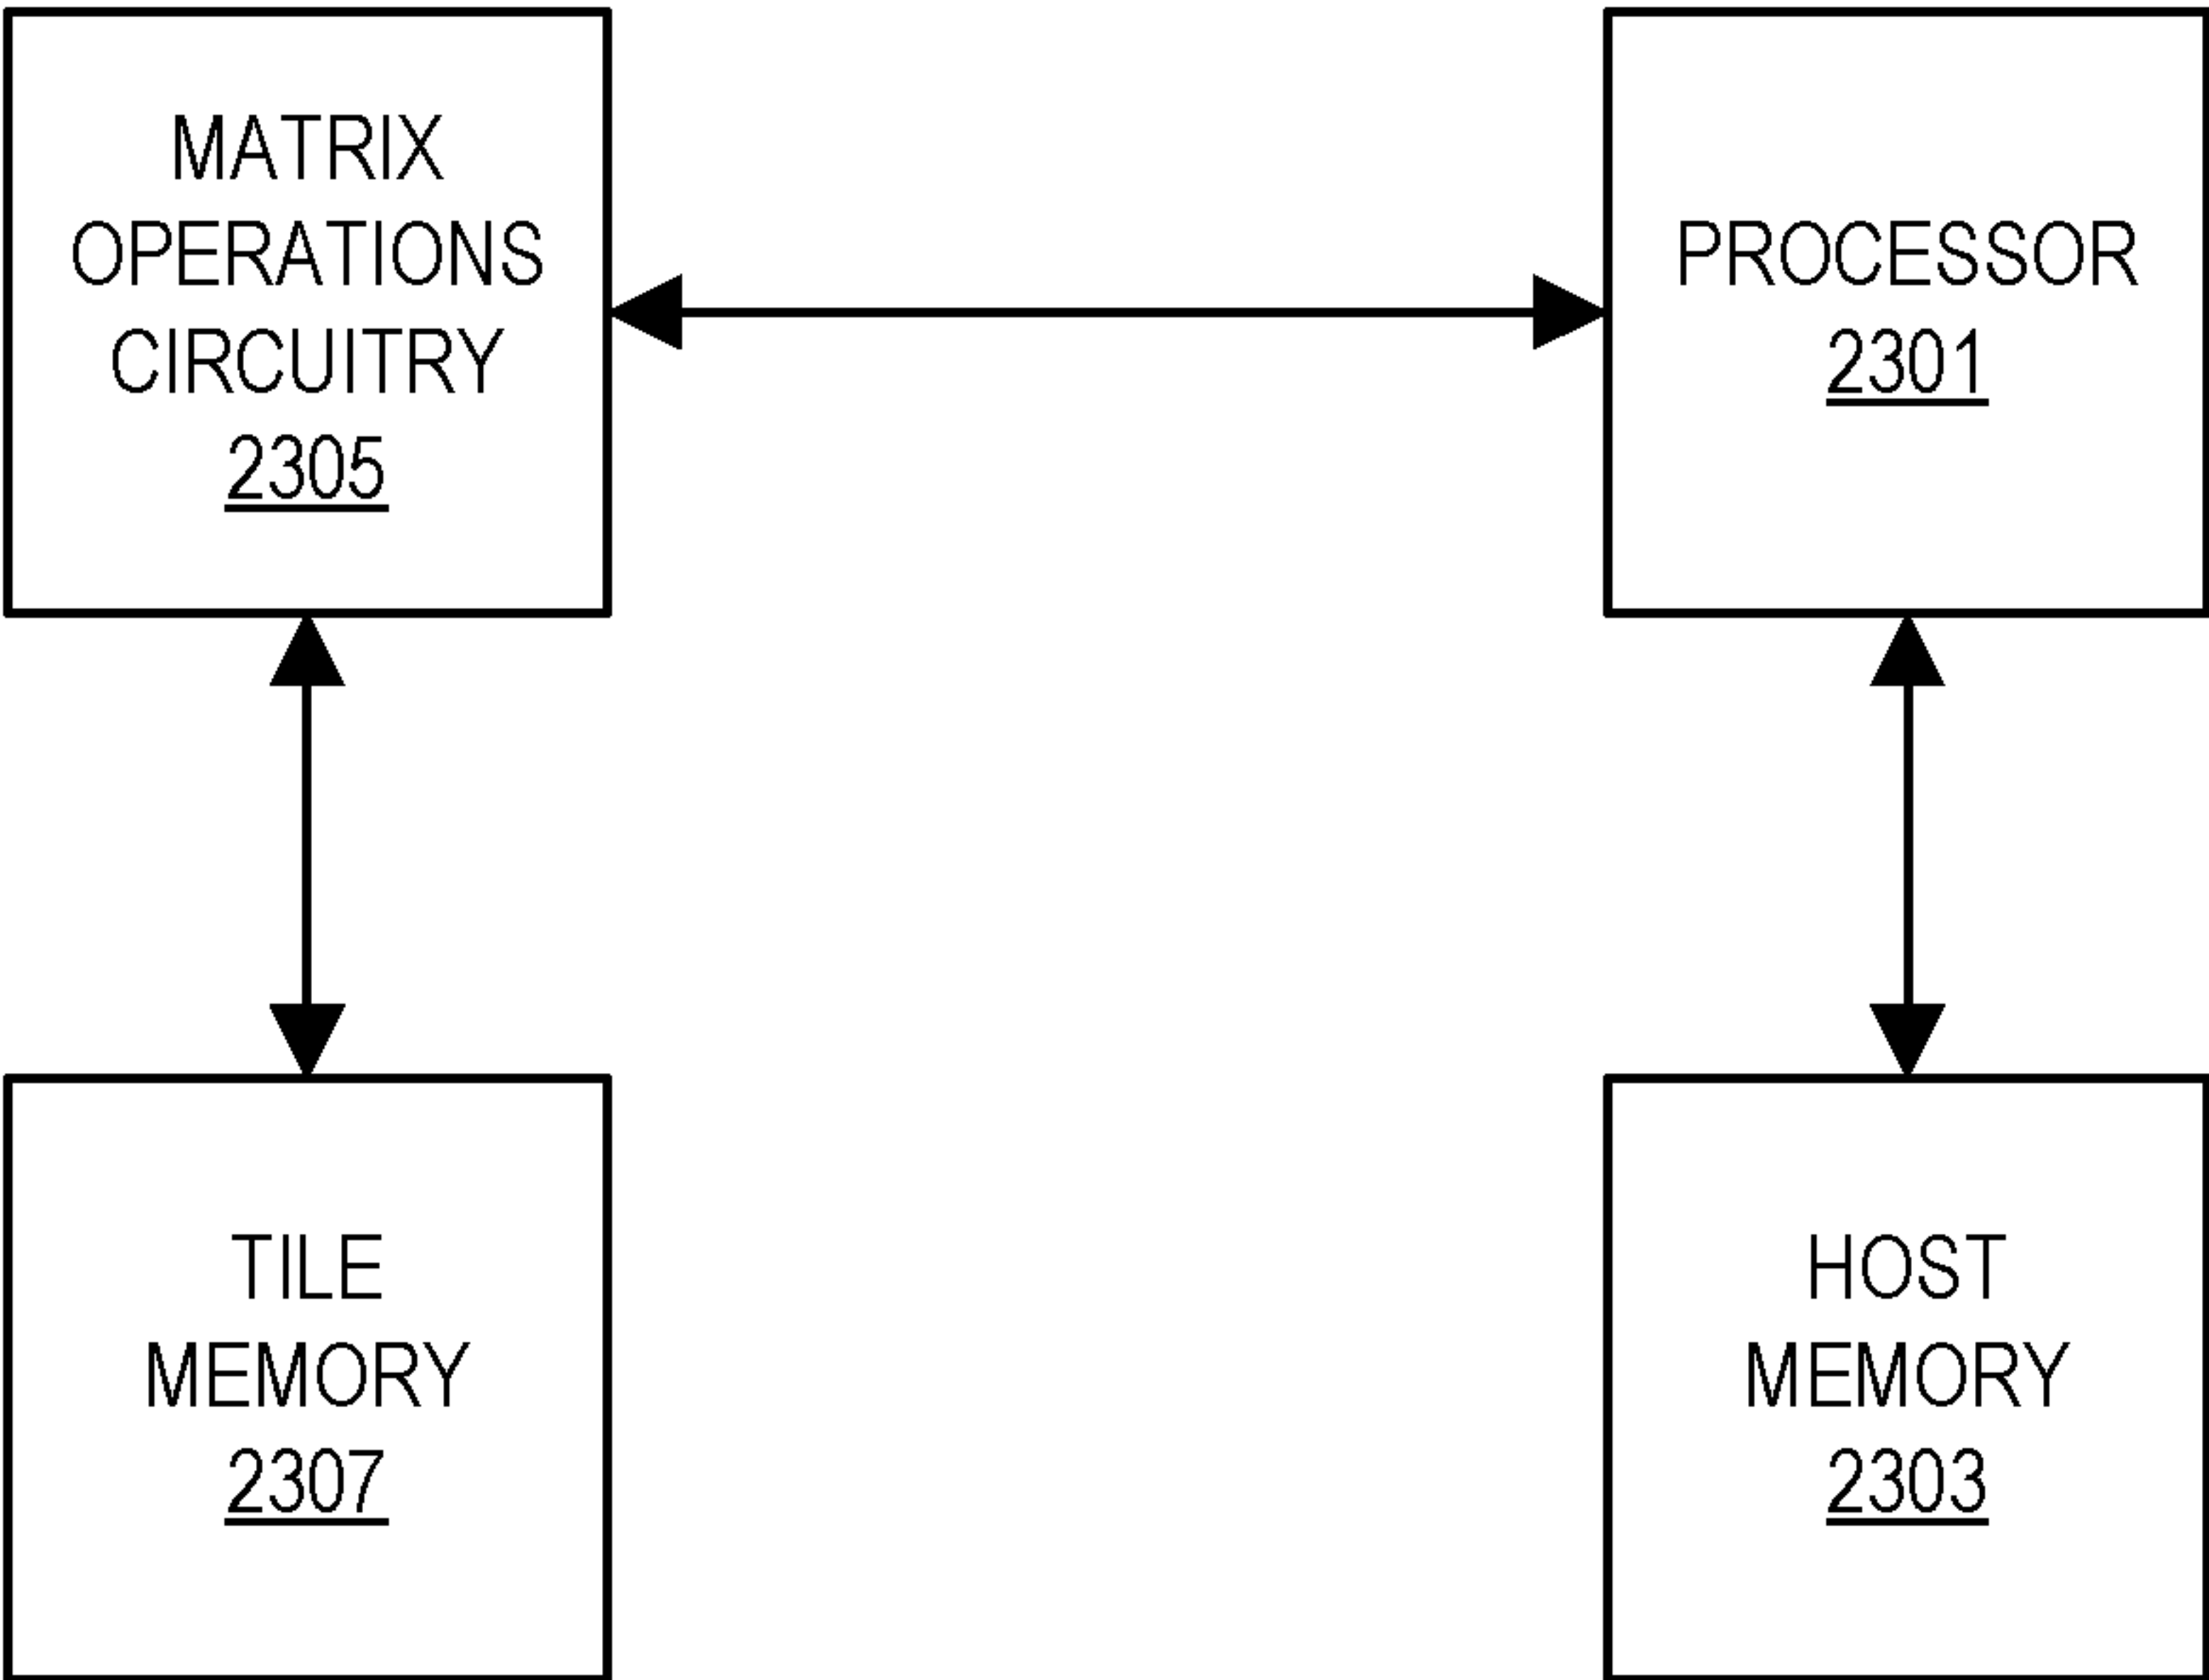 MATRIX
OPERATIONS
CIRCUITRY
2305
PROCESSOR
2301
TILE
MEMORY
2307
HOST
MEMORY
2303